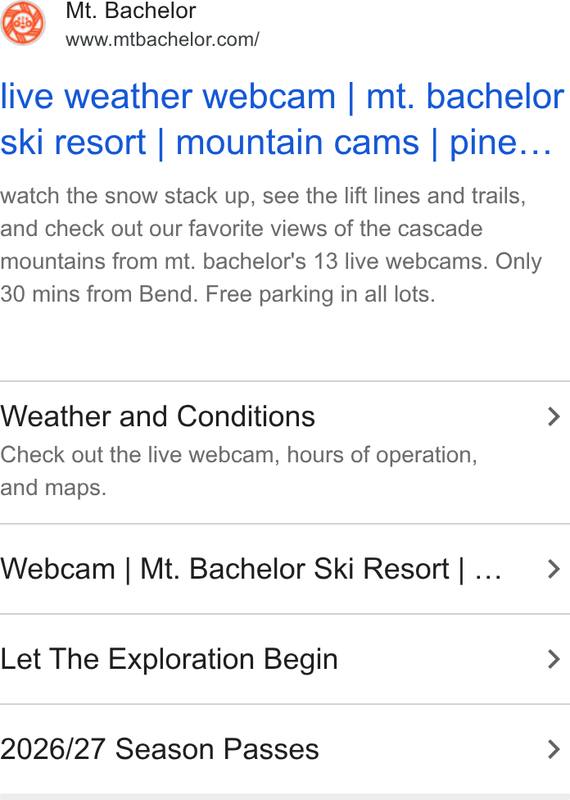 Mt. Bachelor
www.mtbachelor.com/
live weather webcam | mt. bachelor
ski resort | mountain cams | pine…
watch the snow stack up, see the lift lines and trails,
and check out our favorite views of the cascade
mountains from mt. bachelor's 13 live webcams. Only
30 mins from Bend. Free parking in all lots.
Weather and Conditions
Check out the live webcam, hours of operation,
and maps.
Webcam | Mt. Bachelor Ski Resort | …
Let The Exploration Begin
2026/27 Season Passes